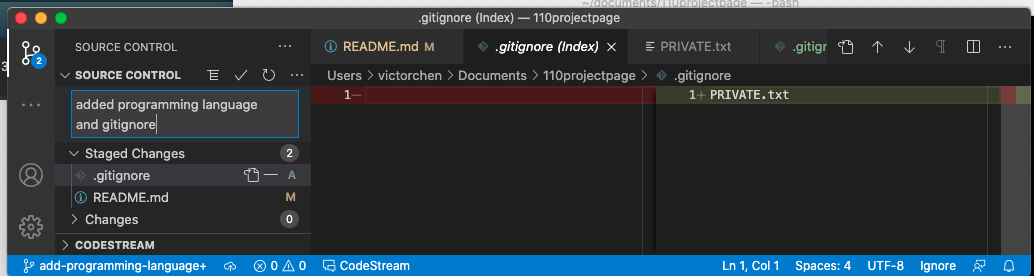 ~/documents/110projectpage — -bash
.gitignore (Index) — 110projectpage
SOURCE CONTROL
README.md M
.gitignore (Index)
PRIVATE.txt
.gitigr
SOURCE CONTROL
Users > victorchen > Documents > 110projectpage > .gitignore
added programming language
and gitignore
1—
1+ PRIVATE.txt
Staged Changes 2
.gitignore A
README.md M
Changes 0
CODESTREAM
2
3
add-programming-language+
0
0
CodeStream
Ln 1, Col 1
Spaces: 4
UTF-8
Ignore